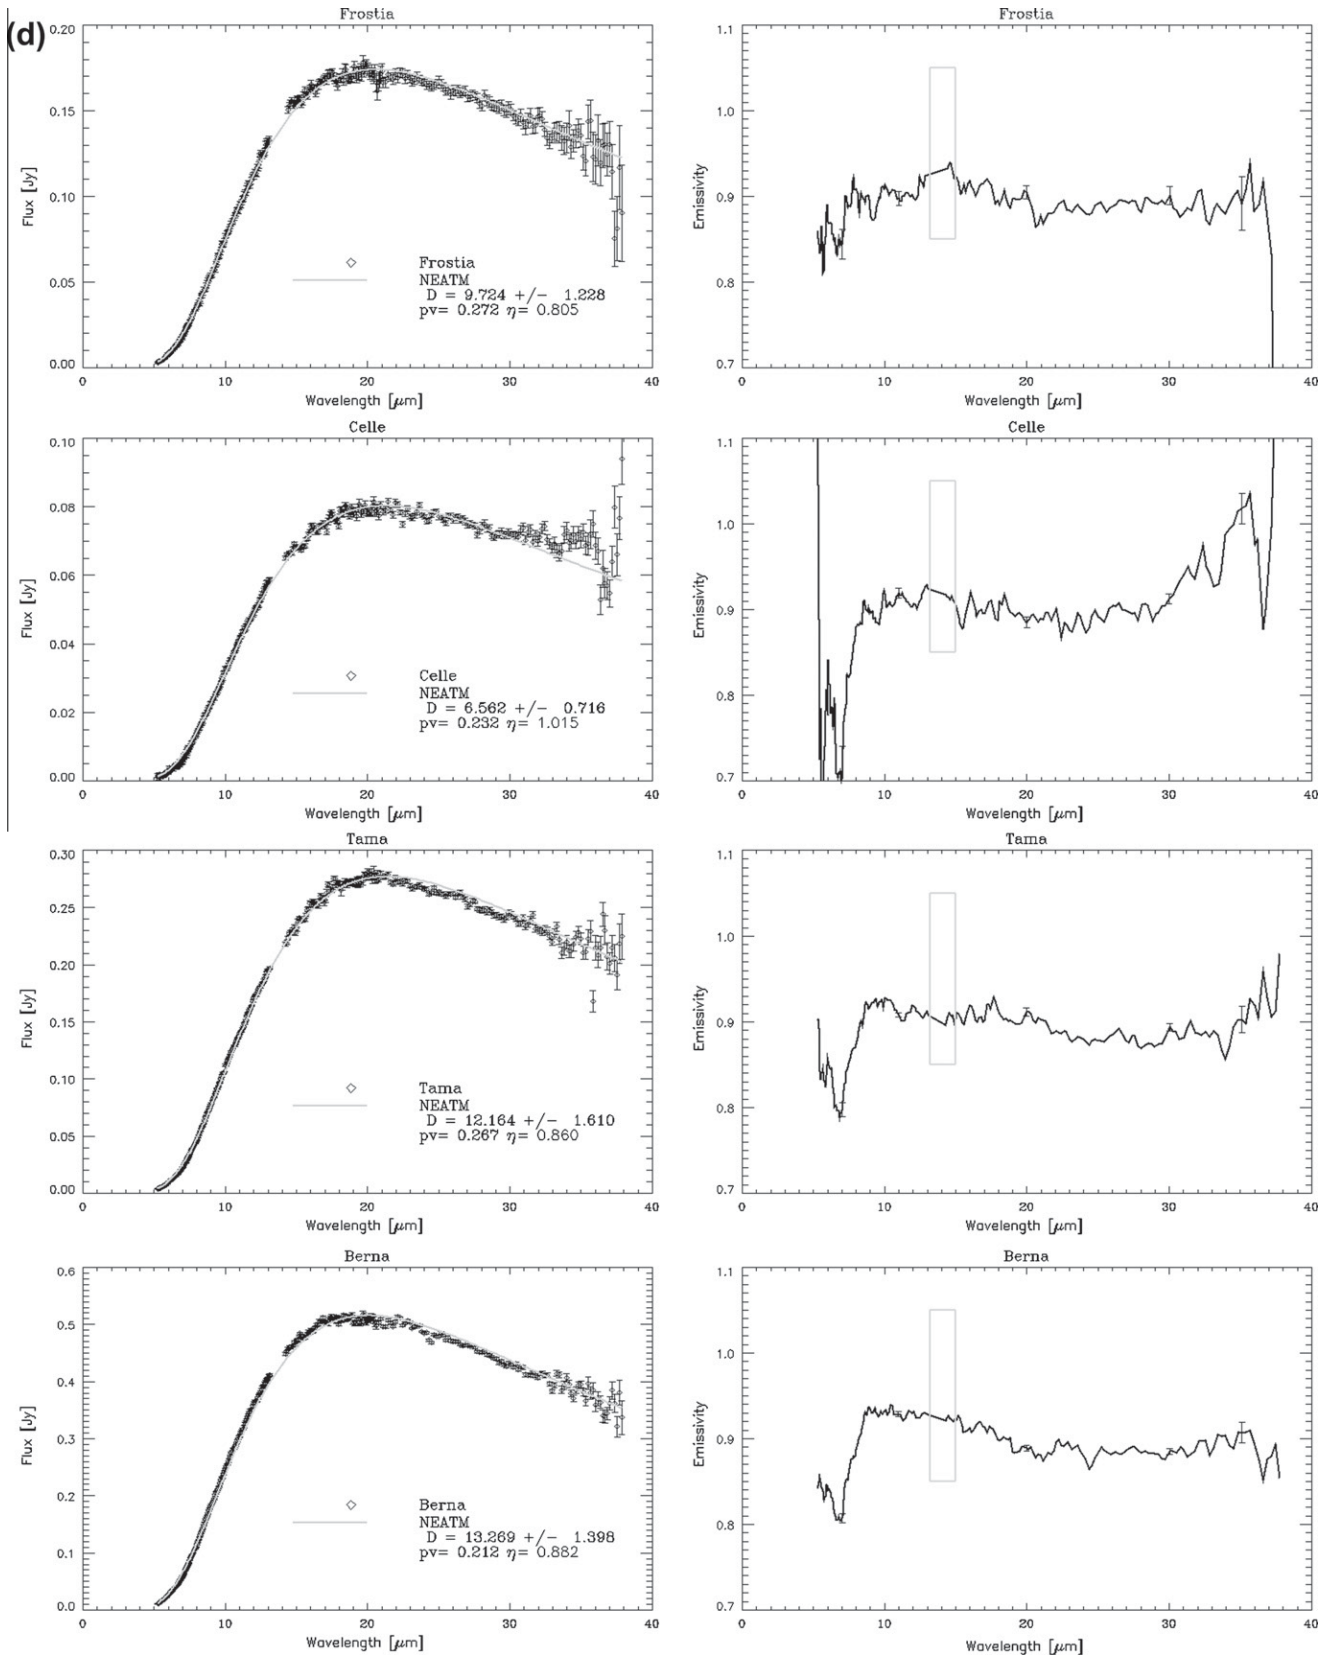 (d)
Frostia
0.20
0.15
0.10
0.05
0.00
Flux [Jy]
Frostia
NEATM
D = 9.724 +/- 1.228
pv= 0.272 η= 0.805
0 10 20 30 40
Wavelength [μm]
Frostia
1.1
1.0
0.9
0.8
0.7
Emissivity
0 10 20 30 40
Wavelength [μm]
Celle
0.10
0.08
0.06
0.04
0.02
0.00
Flux [Jy]
Celle
NEATM
D = 6.562 +/- 0.716
pv= 0.232 η= 1.015
0 10 20 30 40
Wavelength [μm]
Celle
1.1
1.0
0.9
0.8
0.7
Emissivity
0 10 20 30 40
Wavelength [μm]
Tama
0.30
0.25
0.20
0.15
0.10
0.05
0.00
Flux [Jy]
Tama
NEATM
D = 12.164 +/- 1.610
pv= 0.267 η= 0.860
0 10 20 30 40
Wavelength [μm]
Tama
1.1
1.0
0.9
0.8
0.7
Emissivity
0 10 20 30 40
Wavelength [μm]
Berna
0.6
0.5
0.4
0.3
0.2
0.1
0.0
Flux [Jy]
Berna
NEATM
D = 13.269 +/- 1.398
pv= 0.212 η= 0.882
0 10 20 30 40
Wavelength [μm]
Berna
1.1
1.0
0.9
0.8
0.7
Emissivity
0 10 20 30 40
Wavelength [μm]